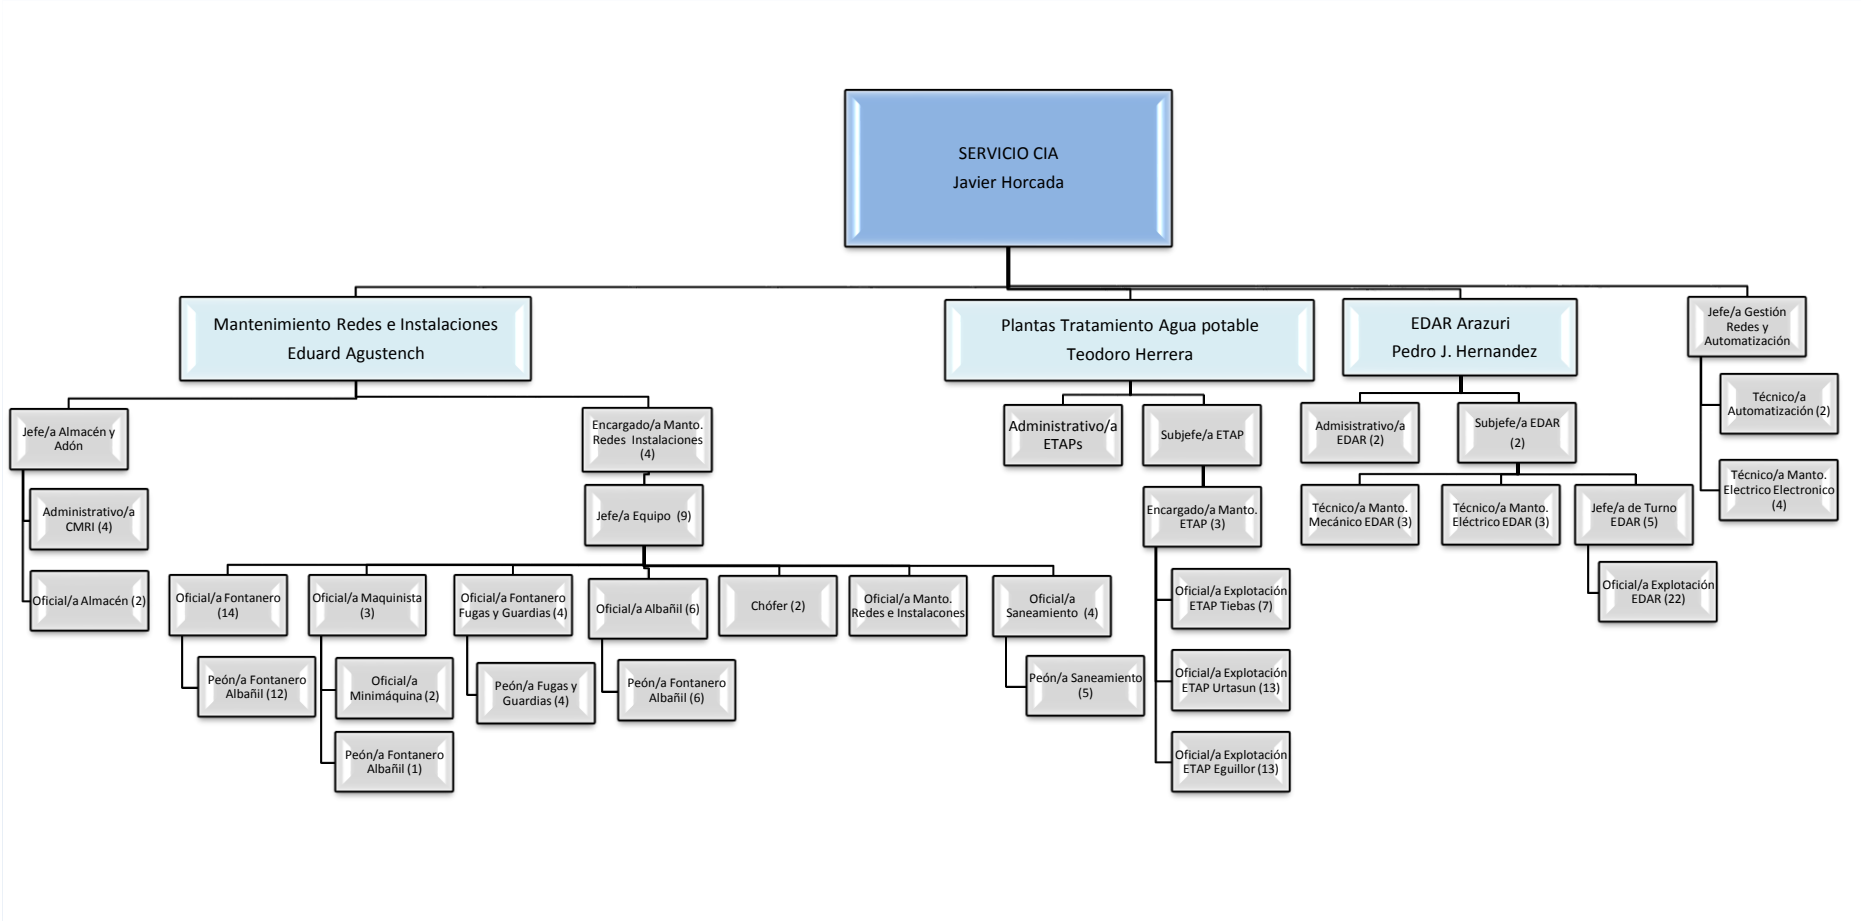 SERVICIO CIA
Javier Horcada
Mantenimiento Redes e Instalaciones
Eduard Agustench
Plantas Tratamiento Agua potable
Teodoro Herrera
EDAR Arazuri
Pedro J. Hernandez
Jefe/a Gestión
Redes y
Automatización
Técnico/a
Automatización (2)
Técnico/a Manto.
Electrico Electronico
(4)
Jefe/a Almacén y
Adón
Administrativo/a
CMRI (4)
Oficial/a Almacén (2)
Encargado/a Manto.
Redes Instalaciones
(4)
Jefe/a Equipo (9)
Oficial/a Fontanero
(14)
Peón/a Fontanero
Albañil (12)
Oficial/a Maquinista
(3)
Oficial/a
Minimáquina (2)
Peón/a Fontanero
Albañil (1)
Oficial/a Fontanero
Fugas y Guardias (4)
Peón/a Fugas y
Guardias (4)
Oficial/a Albañil (6)
Peón/a Fontanero
Albañil (6)
Chófer (2)
Oficial/a Manto.
Redes e Instalacones
Oficial/a
Saneamiento (4)
Peón/a Saneamiento
(5)
Administrativo/a
ETAPs
Subjefe/a ETAP
Encargado/a Manto.
ETAP (3)
Oficial/a Explotación
ETAP Tiebas (7)
Oficial/a Explotación
ETAP Urtasun (13)
Oficial/a Explotación
ETAP Eguillor (13)
Admisistrativo/a
EDAR (2)
Subjefe/a EDAR
(2)
Técnico/a Manto.
Mecánico EDAR (3)
Técnico/a Manto.
Eléctrico EDAR (3)
Jefe/a de Turno
EDAR (5)
Oficial/a Explotación
EDAR (22)